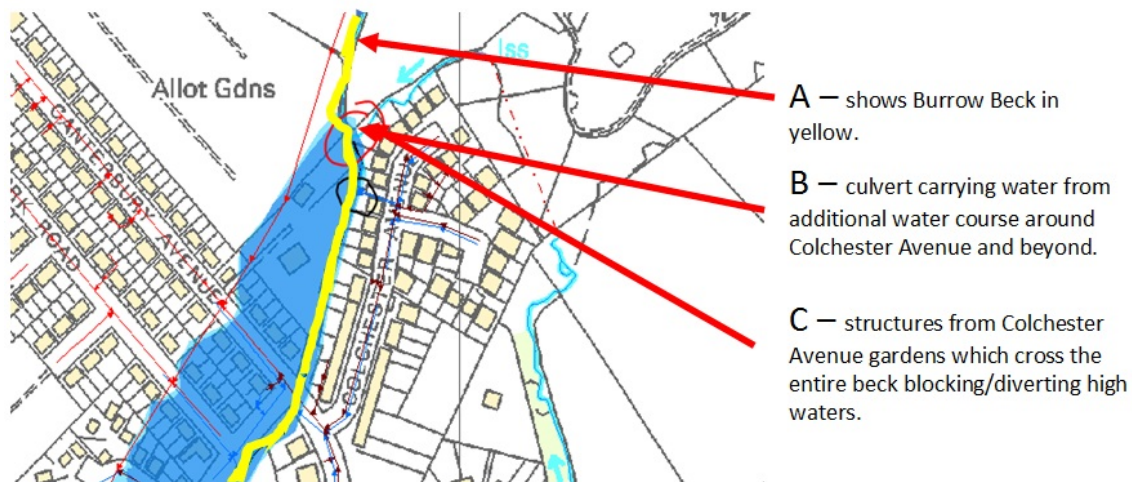 Iss
Allot Gdns
CANTERBURY AVENUE
ROAD
COLCHESTER AVENUE
A – shows Burrow Beck in
yellow.
B – culvert carrying water from
additional water course around
Colchester Avenue and beyond.
C – structures from Colchester
Avenue gardens which cross the
entire beck blocking/diverting high
waters.